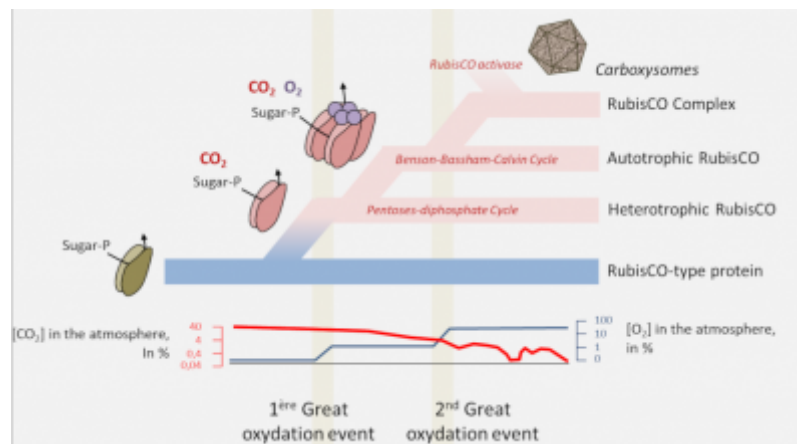 RubisCO activase
Carboxysomes
CO2 O2
Sugar-P
RubisCO Complex
CO2
Benson-Bassham-Calvin Cycle
Autotrophic RubisCO
Sugar-P
Pentoses-diphosphate Cycle
Heterotrophic RubisCO
Sugar-P
RubisCO-type protein
[CO2] in the atmosphere,
In %
40
4
0,4
0,04
100
10
1
0
[O2] in the atmosphere,
in %
1ère Great
oxydation event
2nd Great
oxydation event